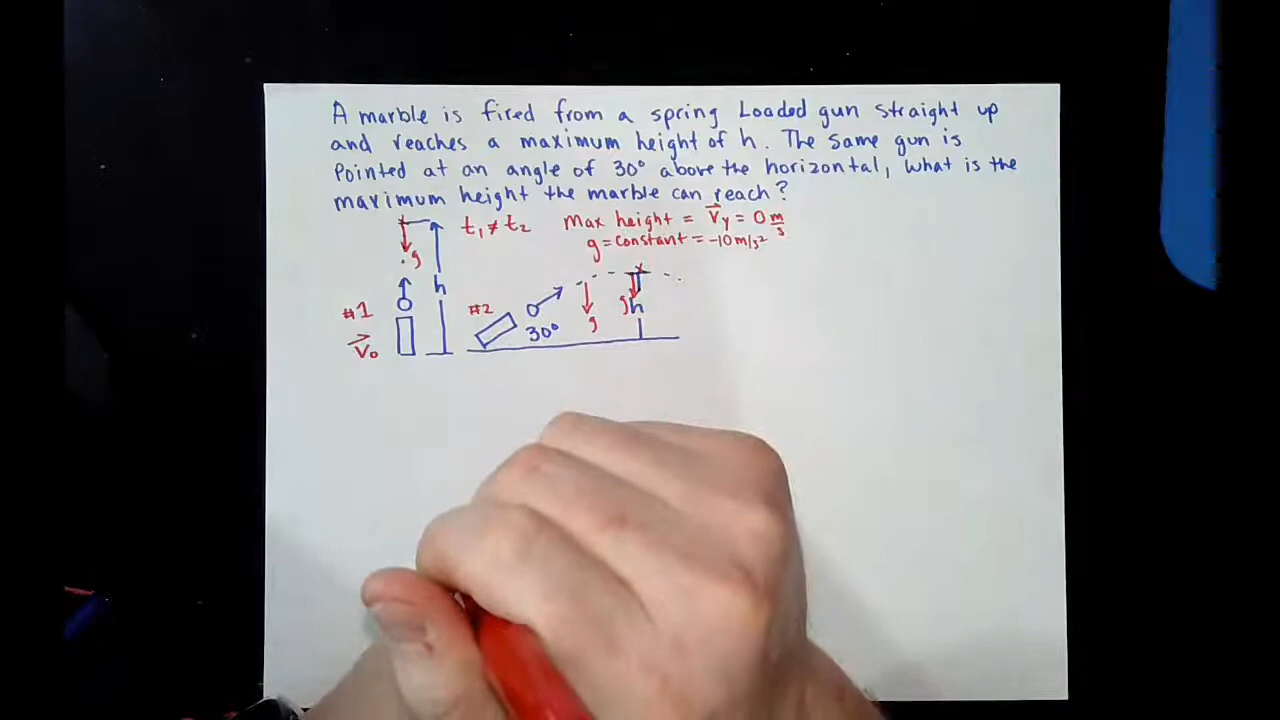 A marble is fired from a spring Loaded gun straight up
and reaches a maximum height of h. The same gun is
Pointed at an angle of 30° above the horizontal, what is the
maximum height the marble can reach?
t₁ ≠ t₂ Max height = V⃗y = 0 m/s
g = constant = -10 m/s²
g
h
#1
V⃗₀
#2
30°
g
g h